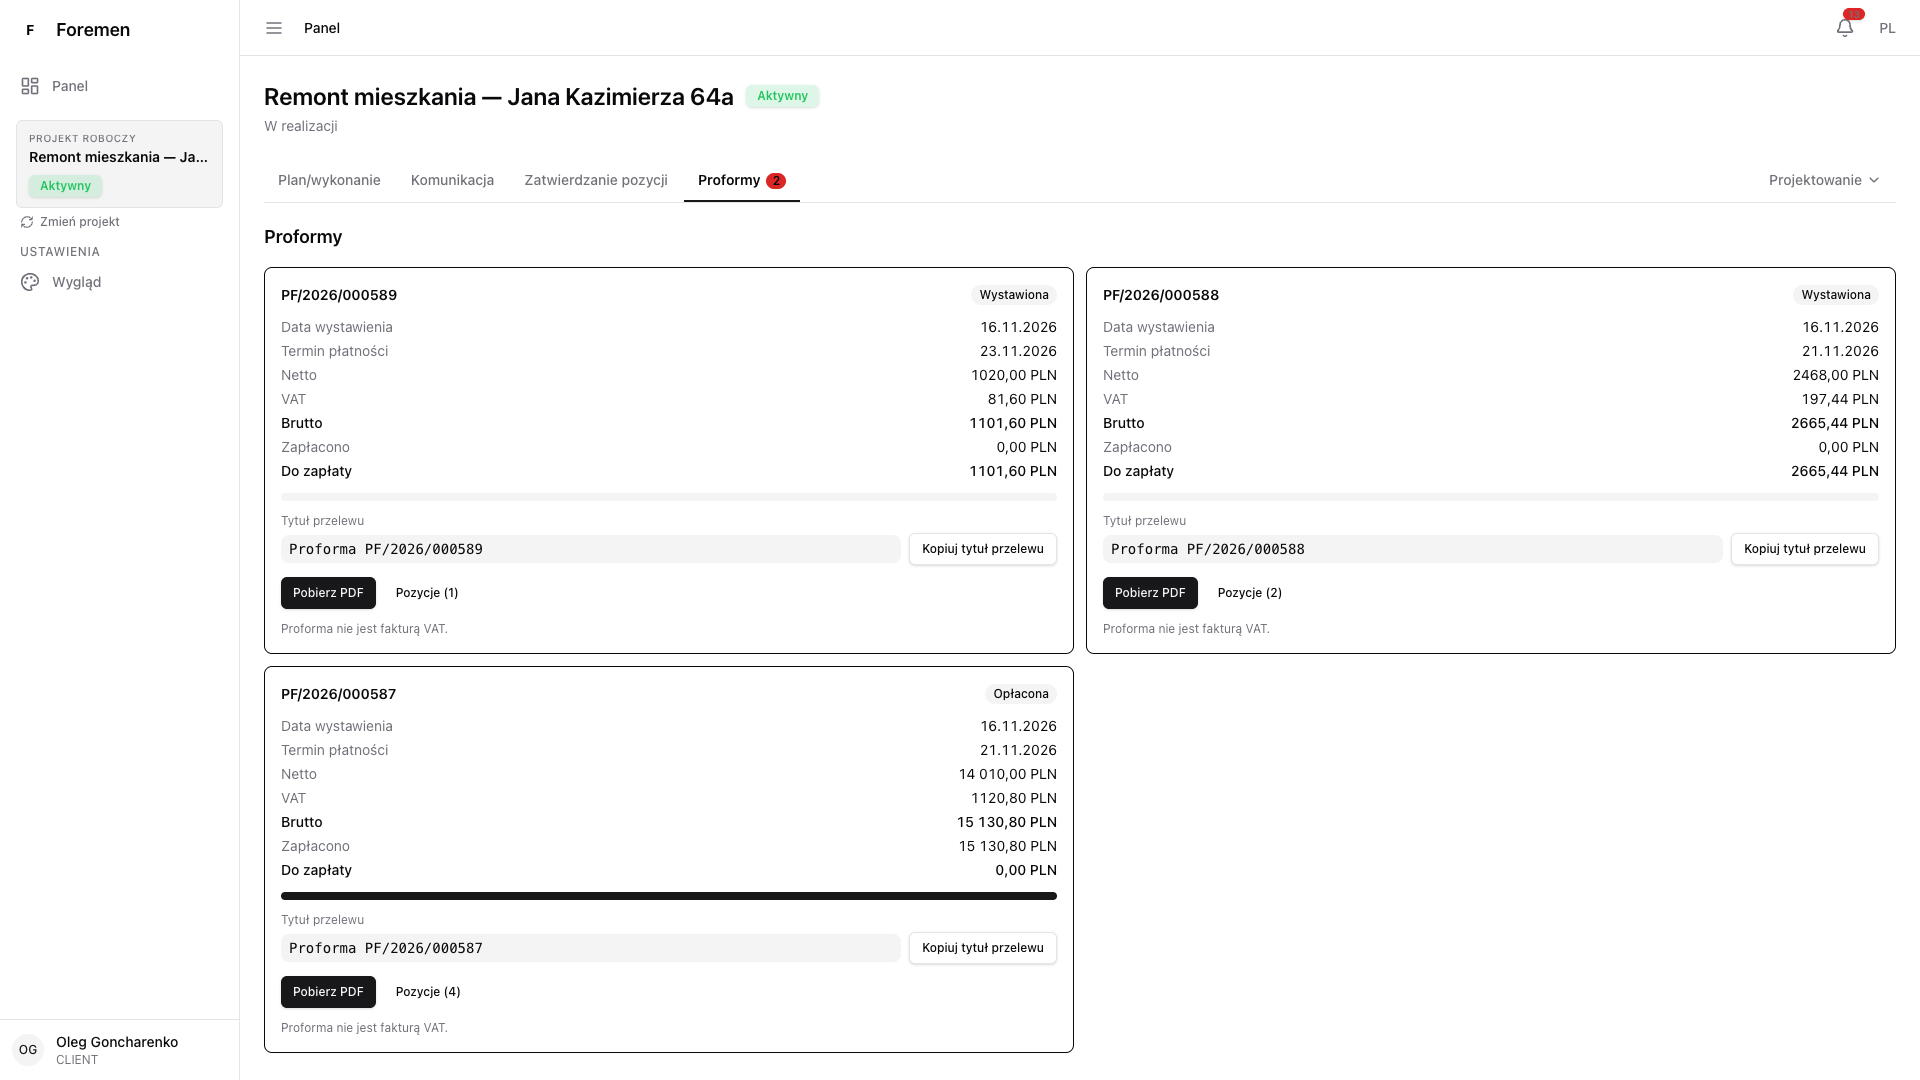 F Foremen
Panel
PROJEKT ROBOCZY
Remont mieszkania — Ja...
Aktywny
Zmień projekt
USTAWIENIA
Wygląd
OG
Oleg Goncharenko
CLIENT
Panel
PL
Remont mieszkania — Jana Kazimierza 64a Aktywny
W realizacji
Plan/wykonanie Komunikacja Zatwierdzanie pozycji Proformy 2 Projektowanie
Proformy
PF/2026/000589 Wystawiona
Data wystawienia 16.11.2026
Termin płatności 23.11.2026
Netto 1020,00 PLN
VAT 81,60 PLN
Brutto 1101,60 PLN
Zapłacono 0,00 PLN
Do zapłaty 1101,60 PLN
Tytuł przelewu
Proforma PF/2026/000589 Kopiuj tytuł przelewu
Pobierz PDF Pozycje (1)
Proforma nie jest fakturą VAT.
PF/2026/000588 Wystawiona
Data wystawienia 16.11.2026
Termin płatności 21.11.2026
Netto 2468,00 PLN
VAT 197,44 PLN
Brutto 2665,44 PLN
Zapłacono 0,00 PLN
Do zapłaty 2665,44 PLN
Tytuł przelewu
Proforma PF/2026/000588 Kopiuj tytuł przelewu
Pobierz PDF Pozycje (2)
Proforma nie jest fakturą VAT.
PF/2026/000587 Opłacona
Data wystawienia 16.11.2026
Termin płatności 21.11.2026
Netto 14 010,00 PLN
VAT 1120,80 PLN
Brutto 15 130,80 PLN
Zapłacono 15 130,80 PLN
Do zapłaty 0,00 PLN
Tytuł przelewu
Proforma PF/2026/000587 Kopiuj tytuł przelewu
Pobierz PDF Pozycje (4)
Proforma nie jest fakturą VAT.